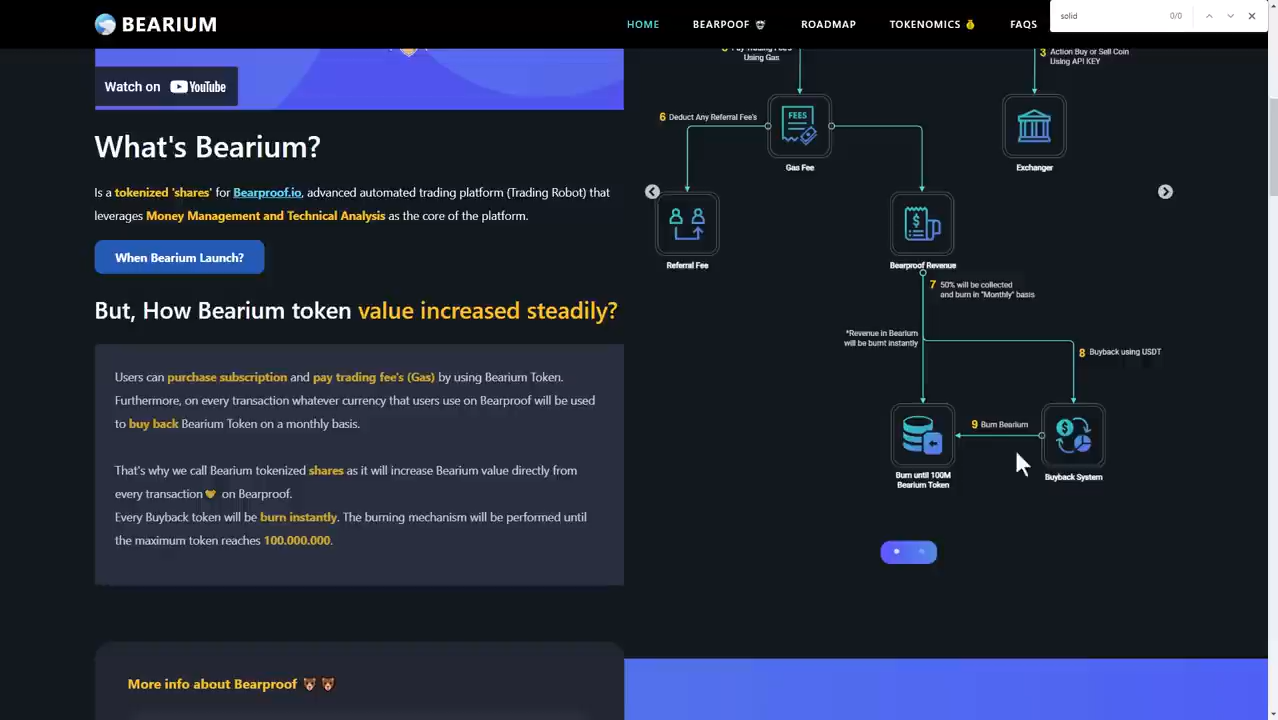 BEARIUM
HOME
BEARPOOF
ROADMAP
TOKENOMICS
FAQS
solid
0/0
Watch on YouTube
What's Bearium?
Is a tokenized 'shares' for Bearproof.io, advanced automated trading platform (Trading Robot) that
leverages Money Management and Technical Analysis as the core of the platform.
When Bearium Launch?
But, How Bearium token value increased steadily?
Users can purchase subscription and pay trading fee's (Gas) by using Bearium Token.
Furthermore, on every transaction whatever currency that users use on Bearproof will be used
to buy back Bearium Token on a monthly basis.
That's why we call Bearium tokenized shares as it will increase Bearium value directly from
every transaction on Bearproof.
Every Buyback token will be burn instantly. The burning mechanism will be performed until
the maximum token reaches 100.000.000.
More info about Bearproof
Pay Trading Fee's
Using Gas
3 Action Buy or Sell Coin
Using API KEY
6 Deduct Any Referral Fee's
FEES
Gas Fee
Exchanger
Referral Fee
Bearproof Revenue
7 50% will be collected
and burn in "Monthly" basis
*Revenue in Bearium
will be burnt instantly
8 Buyback using USDT
9 Burn Bearium
Burn until 100M
Bearium Token
Buyback System